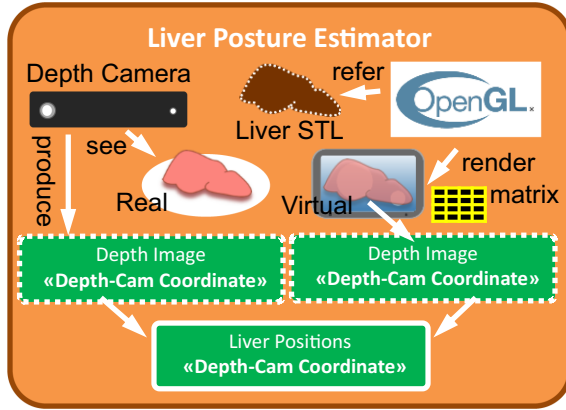 Liver Posture Estimator
Depth Camera
refer
OpenGL
Liver STL
produce
see
render
matrix
Real
Virtual
Depth Image
«Depth-Cam Coordinate»
Depth Image
«Depth-Cam Coordinate»
Liver Positions
«Depth-Cam Coordinate»